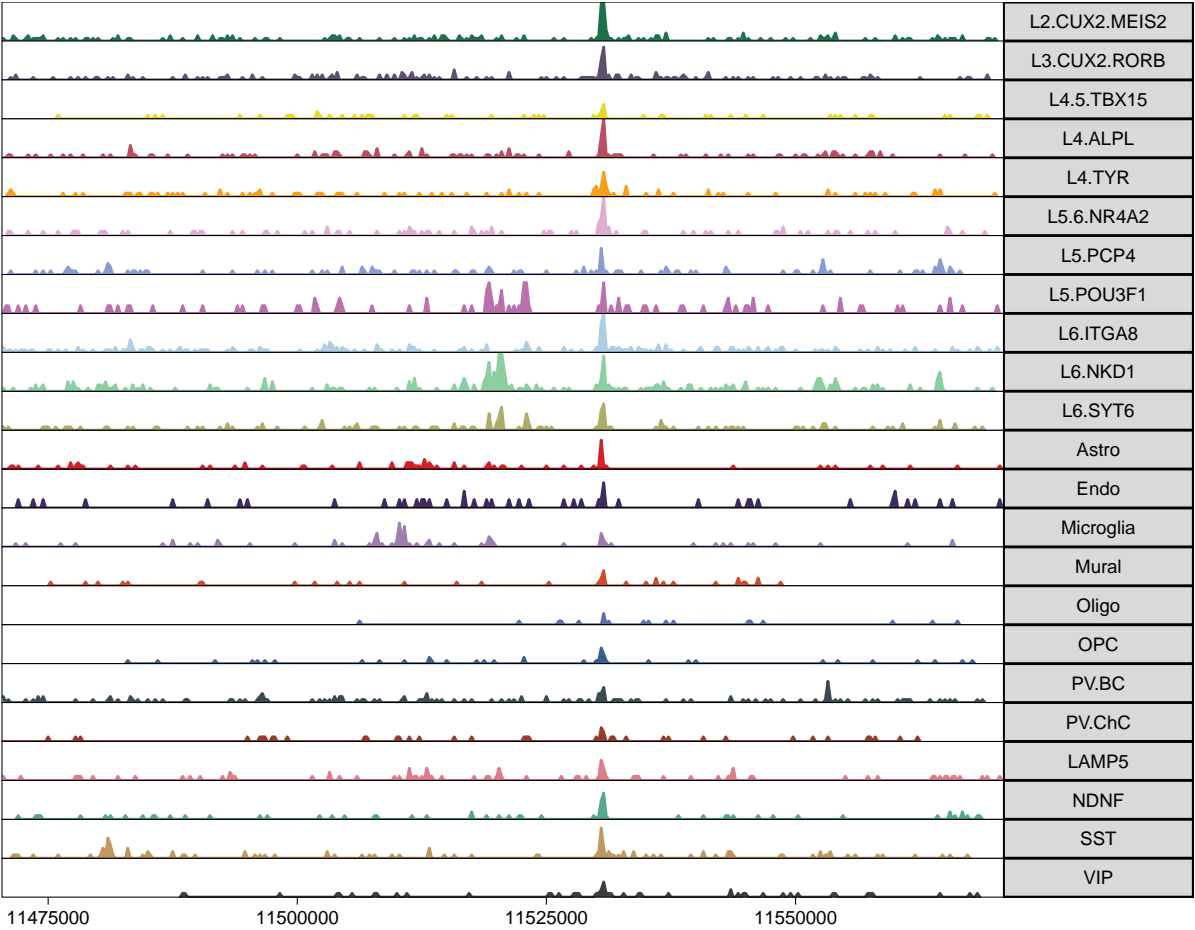 L2.CUX2.MEIS2
L3.CUX2.RORB
L4.5.TBX15
L4.ALPL
L4.TYR
L5.6.NR4A2
L5.PCP4
L5.POU3F1
L6.ITGA8
L6.NKD1
L6.SYT6
Astro
Endo
Microglia
Mural
Oligo
OPC
PV.BC
PV.ChC
LAMP5
NDNF
SST
VIP
11475000 11500000 11525000 11550000